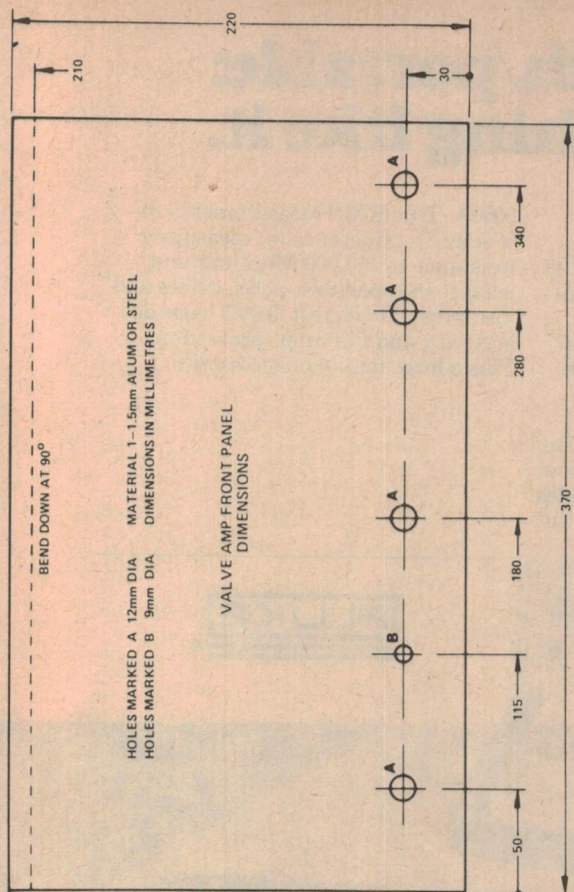 BEND DOWN AT 90°
HOLES MARKED A 12mm DIA MATERIAL 1-1.5mm ALUM OR STEEL
HOLES MARKED B 9mm DIA DIMENSIONS IN MILLIMETRES
VALVE AMP FRONT PANEL
DIMENSIONS
220
210
30
A
A
A
B
A
340
280
180
115
50
370